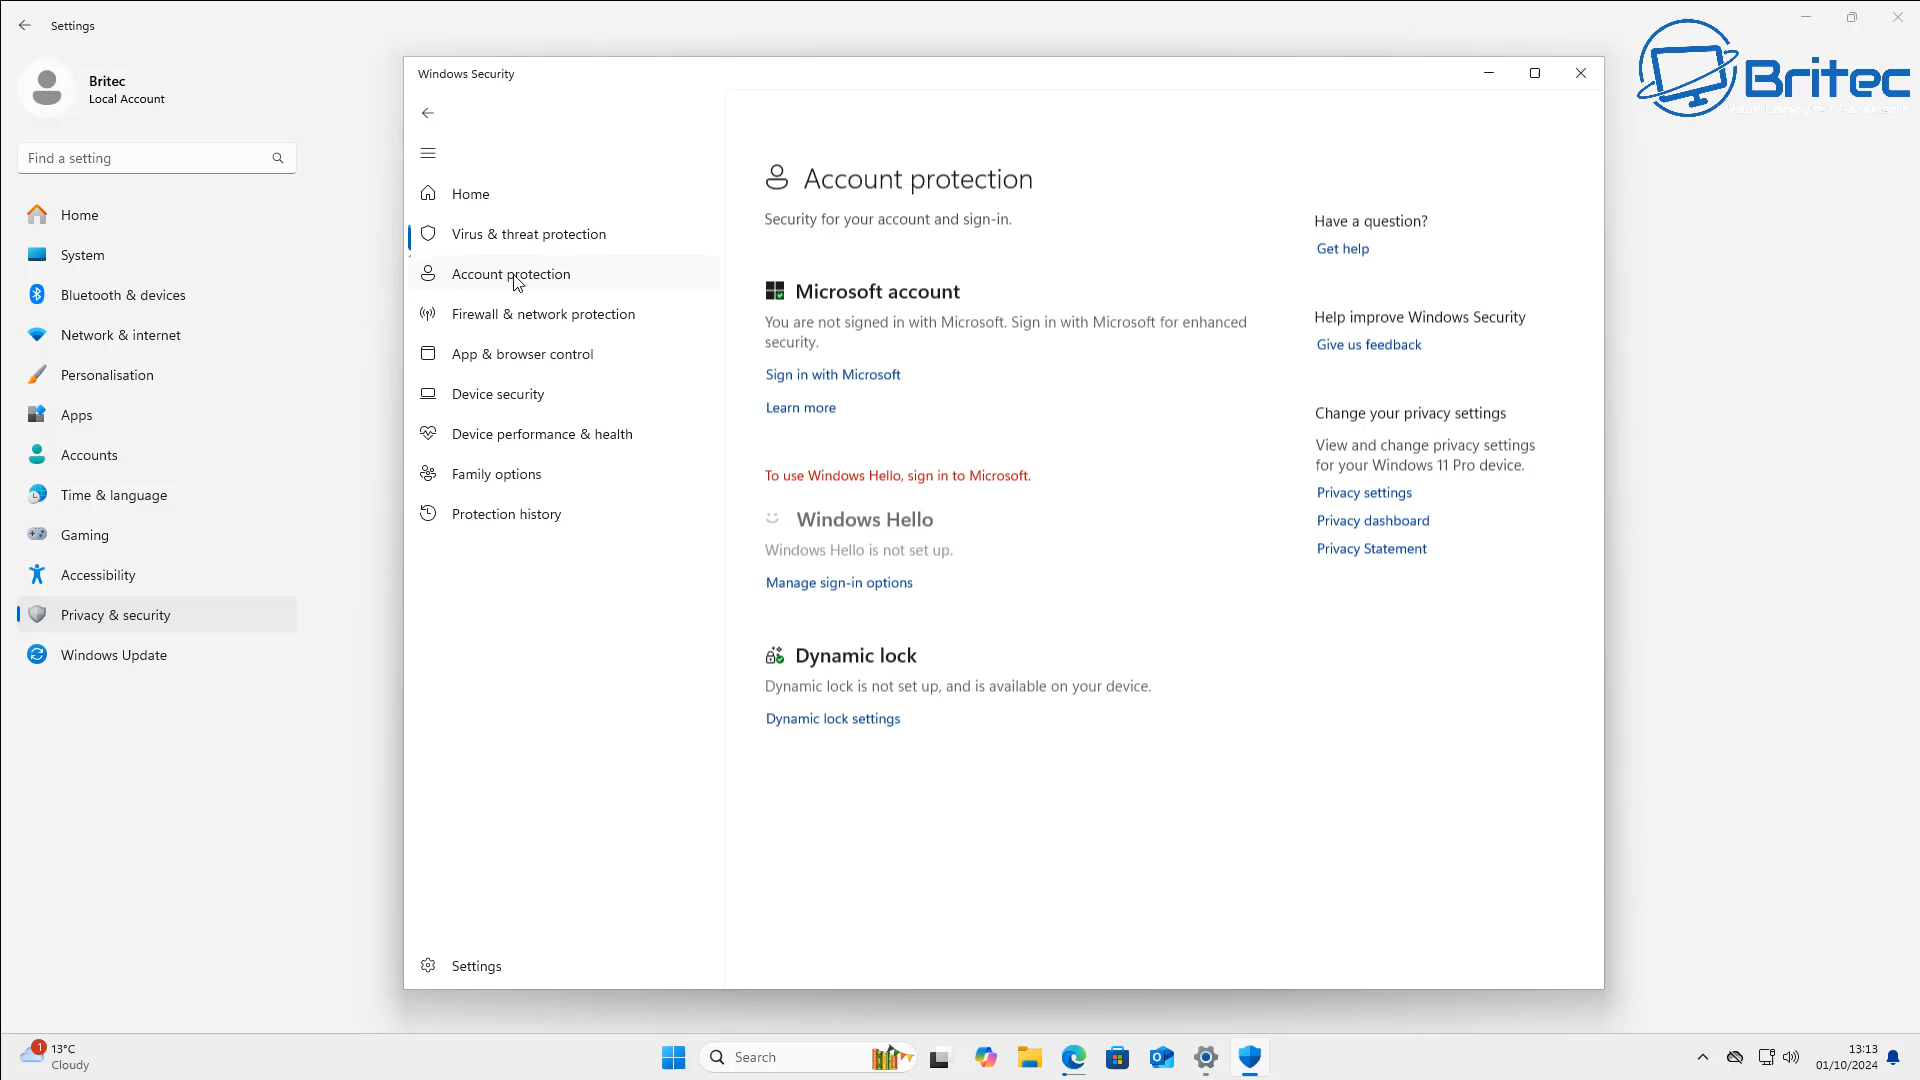 Settings
Britec
Local Account
Find a setting
Home
System
Bluetooth & devices
Network & internet
Personalisation
Apps
Accounts
Time & language
Gaming
Accessibility
Privacy & security
Windows Update
Windows Security
Home
Virus & threat protection
Account protection
Firewall & network protection
App & browser control
Device security
Device performance & health
Family options
Protection history
Settings
Account protection
Security for your account and sign-in.
Microsoft account
You are not signed in with Microsoft. Sign in with Microsoft for enhanced
security.
Sign in with Microsoft
Learn more
To use Windows Hello, sign in to Microsoft.
Windows Hello
Windows Hello is not set up.
Manage sign-in options
Dynamic lock
Dynamic lock is not set up, and is available on your device.
Dynamic lock settings
Have a question?
Get help
Help improve Windows Security
Give us feedback
Change your privacy settings
View and change privacy settings
for your Windows 11 Pro device.
Privacy settings
Privacy dashboard
Privacy Statement
Britec
1
13°C
Cloudy
Search
13:13
01/10/2024